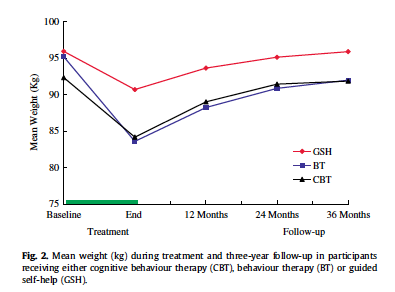 100
95
90
85
80
75
Mean Weight (Kg)
GSH
BT
CBT
Baseline End 12 Months 24 Months 36 Months
Treatment Follow-up
Fig. 2. Mean weight (kg) during treatment and three-year follow-up in participants
receiving either cognitive behaviour therapy (CBT), behaviour therapy (BT) or guided
self-help (GSH).